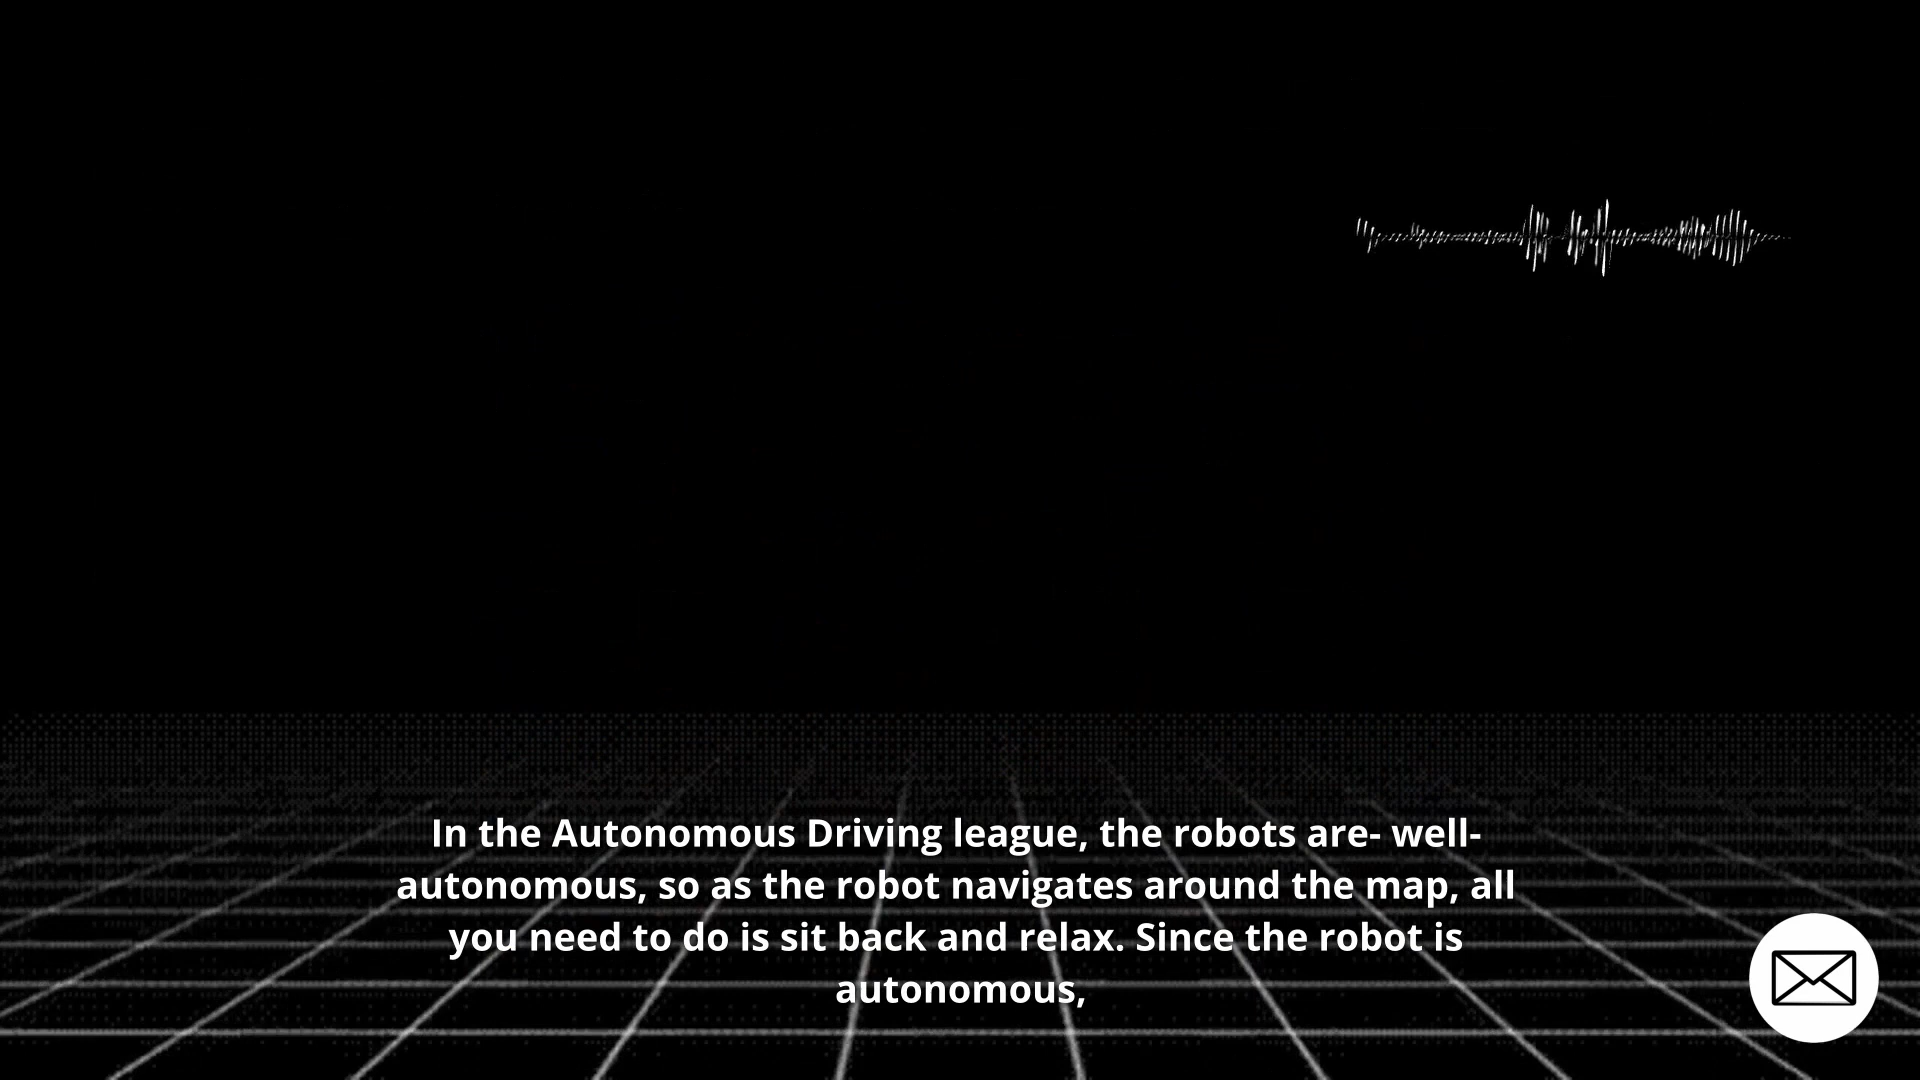 In the Autonomous Driving league, the robots are- well-
autonomous, so as the robot navigates around the map, all
you need to do is sit back and relax. Since the robot is
autonomous,